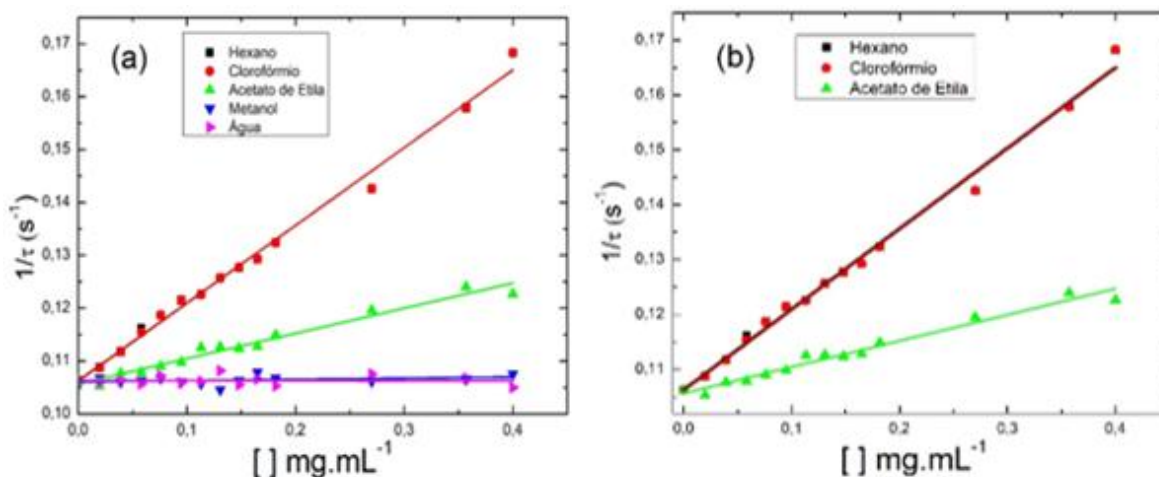 (a)
Hexano
Clorofórmio
Acetato de Etila
Metanol
Água
0,17
0,16
0,15
0,14
0,13
0,12
0,11
0,10
1/τ (s⁻¹)
0,0 0,1 0,2 0,3 0,4
[ ] mg.mL⁻¹
(b)
Hexano
Clorofórmio
Acetato de Etila
0,17
0,16
0,15
0,14
0,13
0,12
0,11
1/τ (s⁻¹)
0,0 0,1 0,2 0,3 0,4
[ ] mg.mL⁻¹